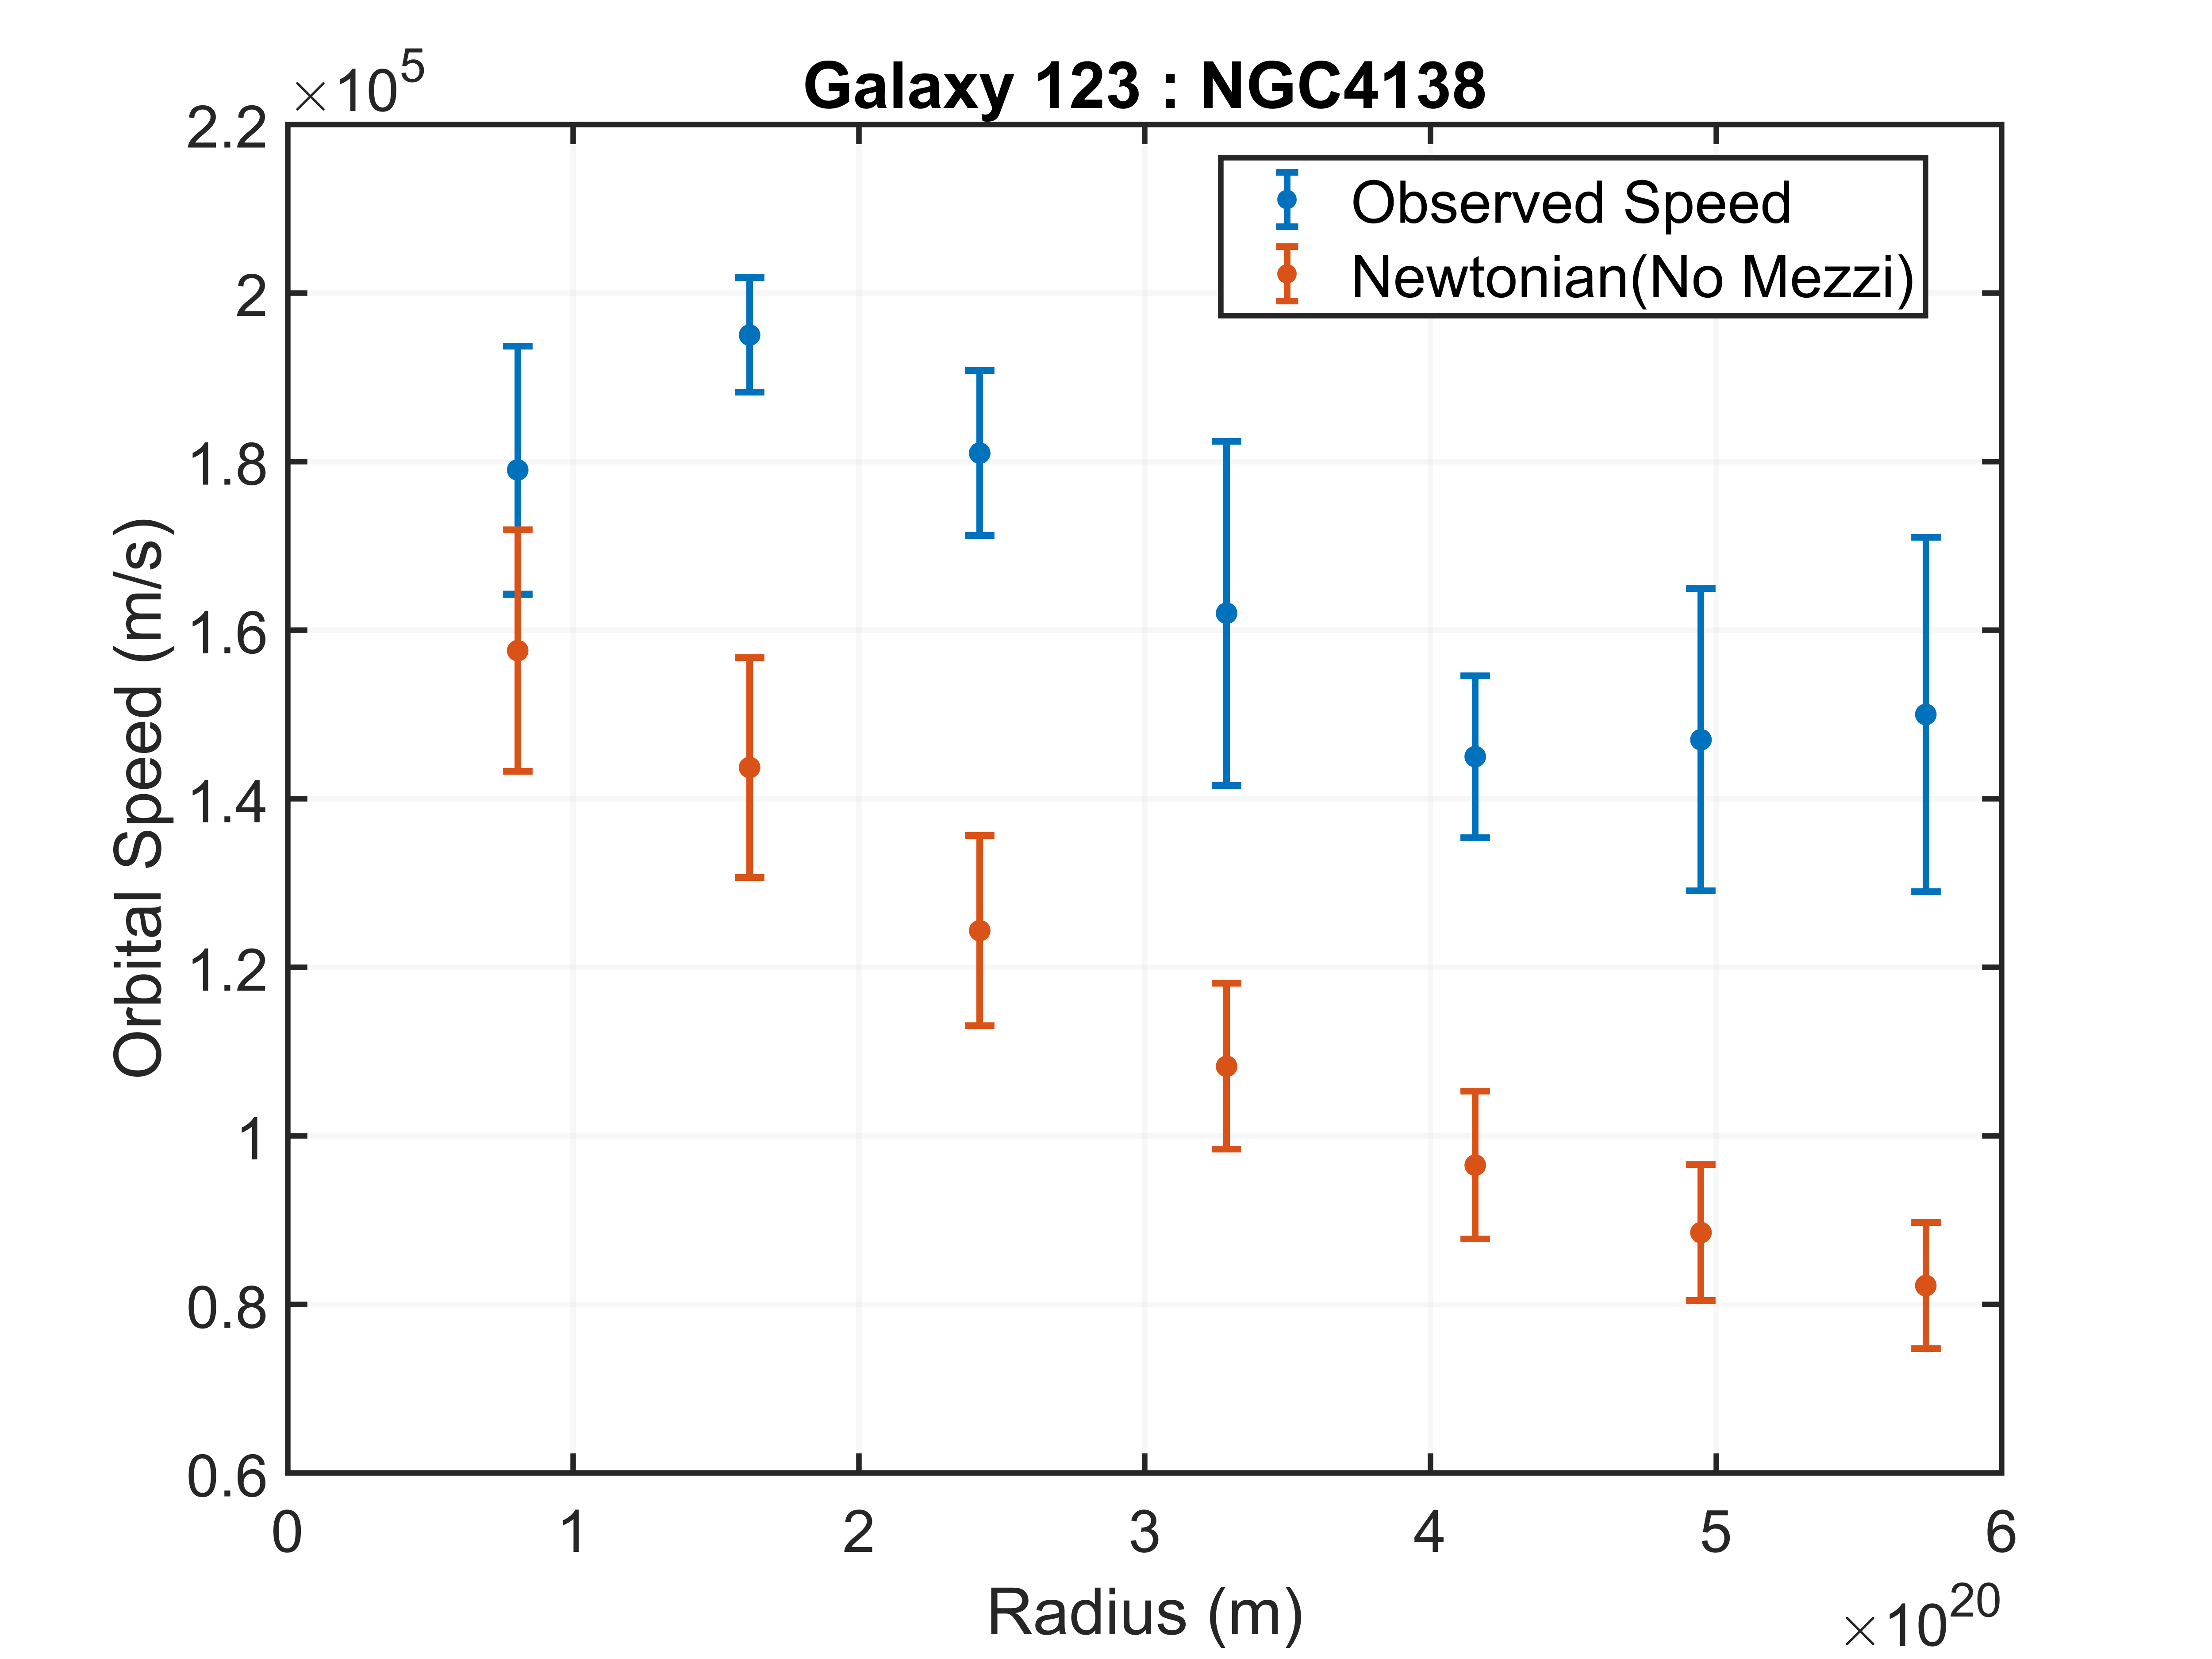 ×10^5
Galaxy 123 : NGC4138
2.2
2
1.8
1.6
1.4
1.2
1
0.8
0.6
Orbital Speed (m/s)
Observed Speed
Newtonian(No Mezzi)
0 1 2 3 4 5 6
Radius (m)
×10^20